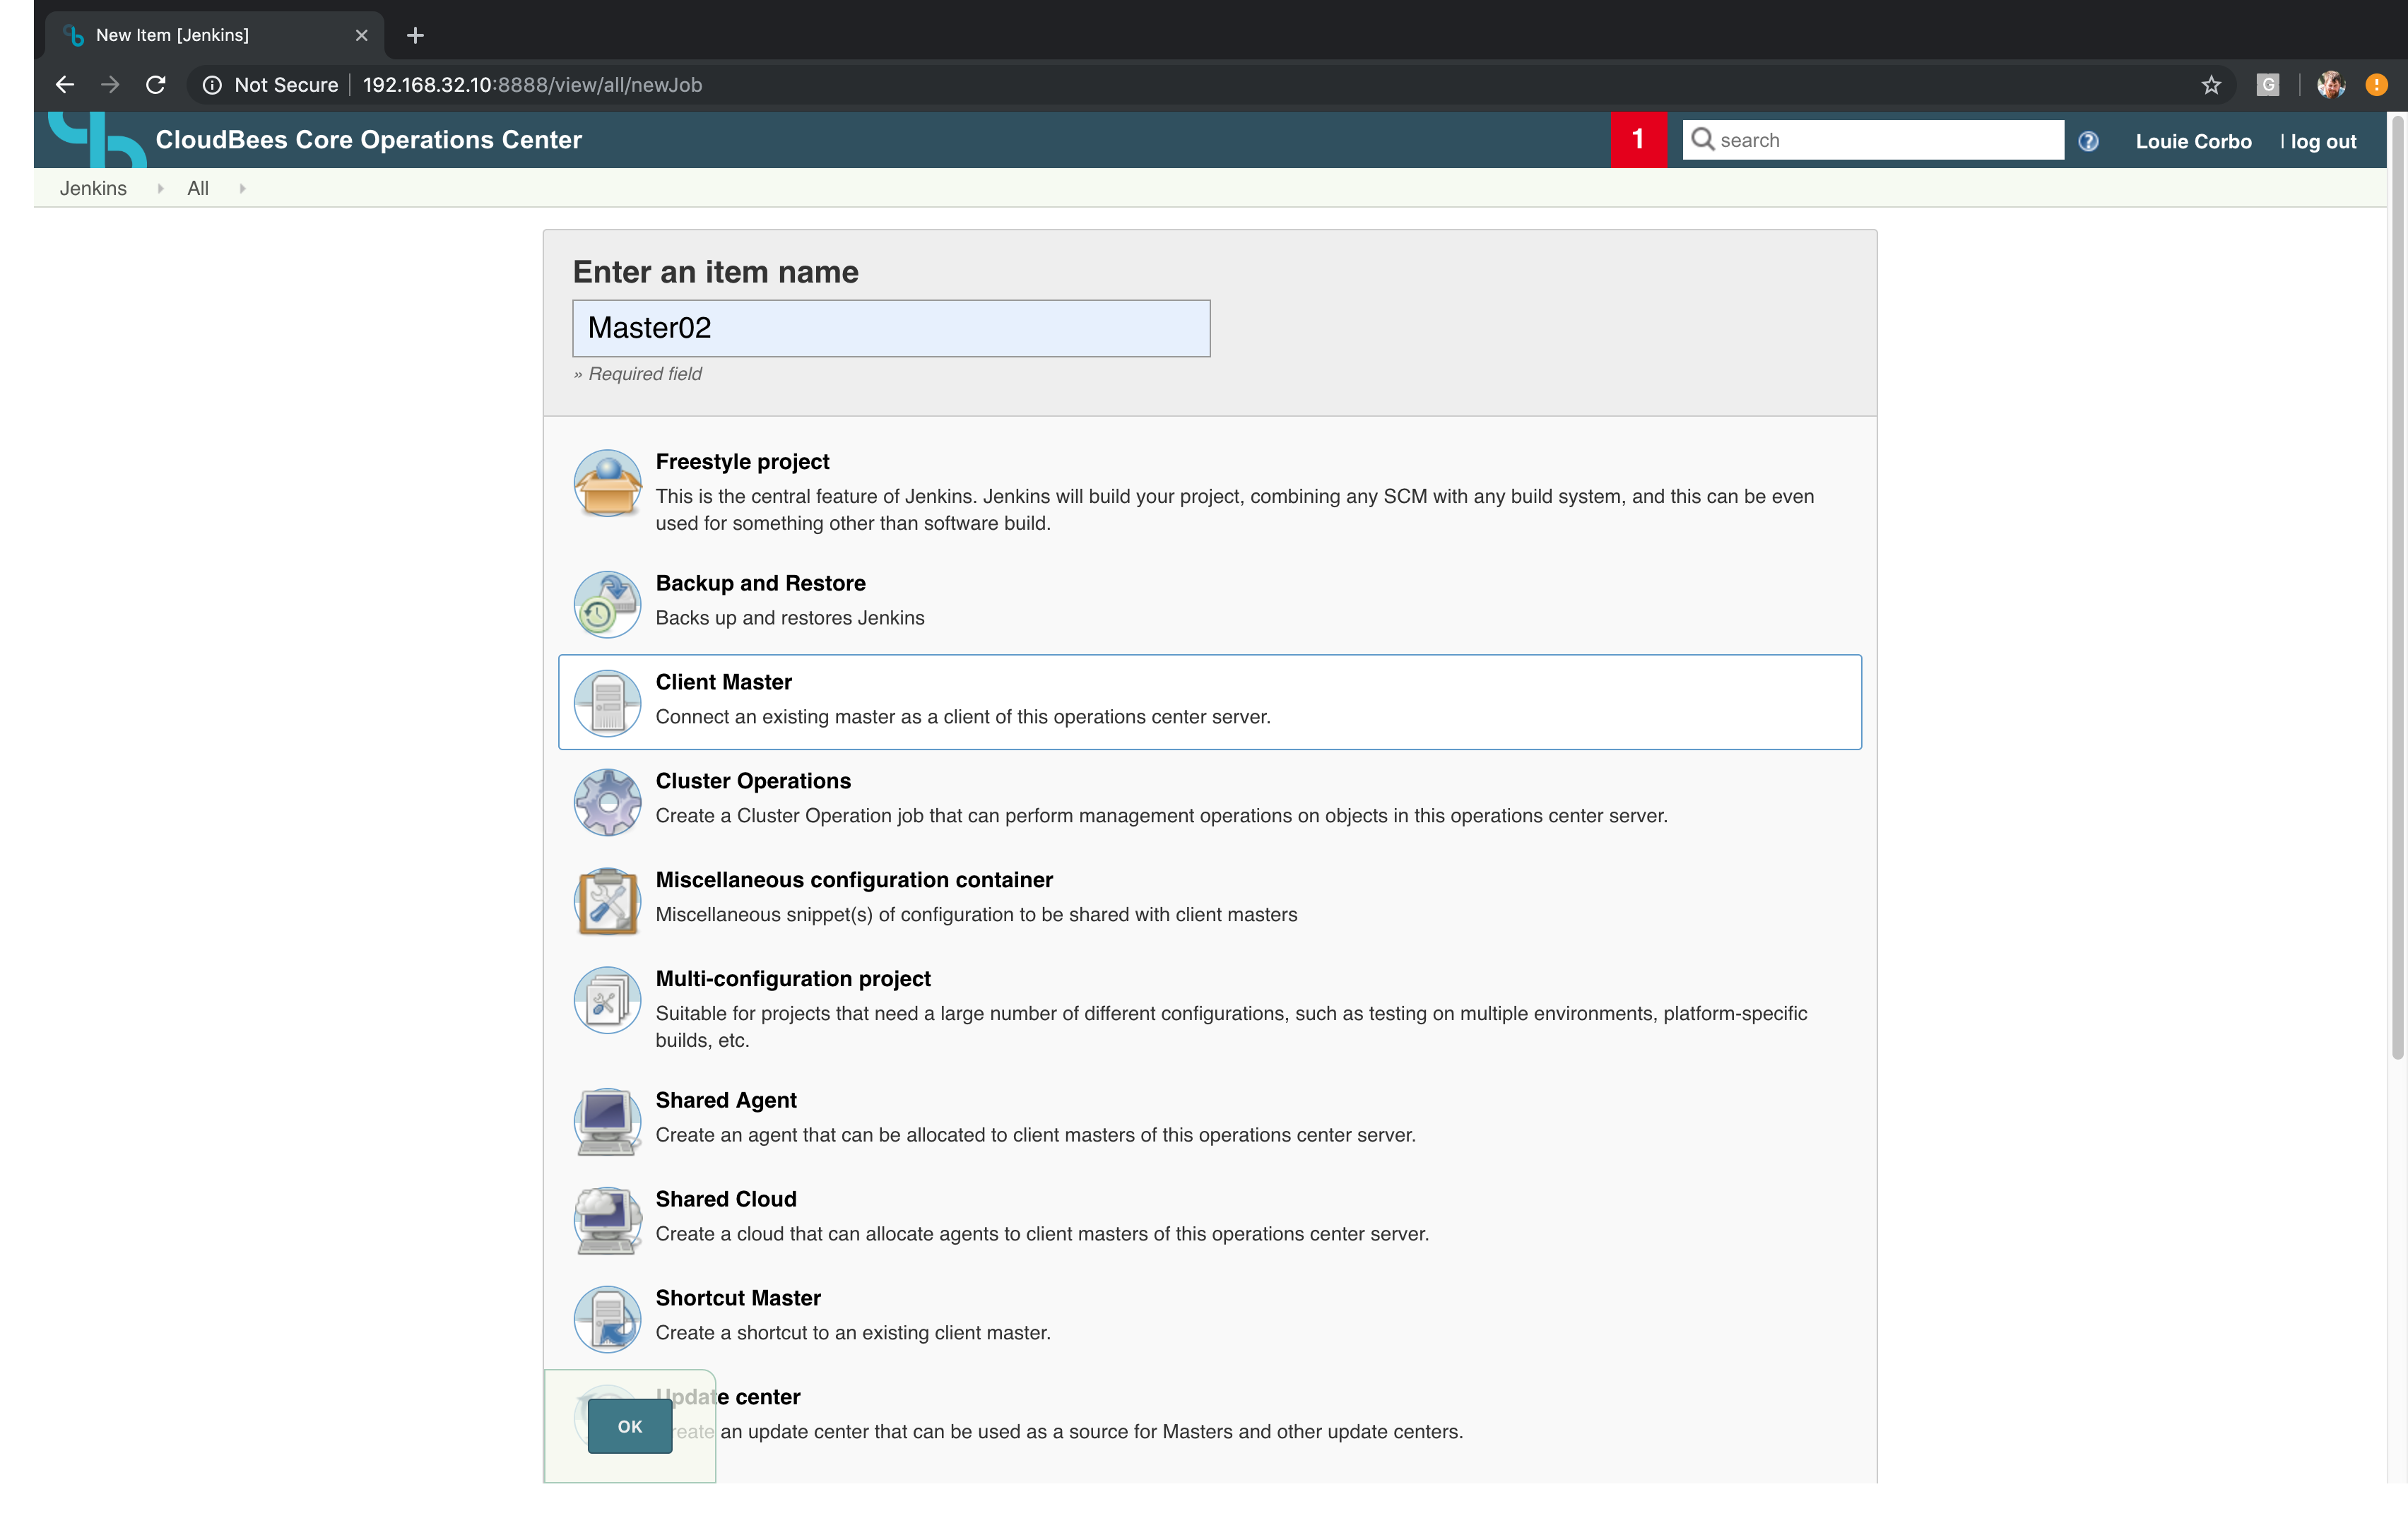 New Item [Jenkins]
Not Secure 192.168.32.10:8888/view/all/newJob
G
CloudBees Core Operations Center 1 search Louie Corbo | log out
Jenkins All
Enter an item name
Master02
» Required field
Freestyle project
This is the central feature of Jenkins. Jenkins will build your project, combining any SCM with any build system, and this can be even
used for something other than software build.
Backup and Restore
Backs up and restores Jenkins
Client Master
Connect an existing master as a client of this operations center server.
Cluster Operations
Create a Cluster Operation job that can perform management operations on objects in this operations center server.
Miscellaneous configuration container
Miscellaneous snippet(s) of configuration to be shared with client masters
Multi-configuration project
Suitable for projects that need a large number of different configurations, such as testing on multiple environments, platform-specific
builds, etc.
Shared Agent
Create an agent that can be allocated to client masters of this operations center server.
Shared Cloud
Create a cloud that can allocate agents to client masters of this operations center server.
Shortcut Master
Create a shortcut to an existing client master.
Update center
OK
reate an update center that can be used as a source for Masters and other update centers.